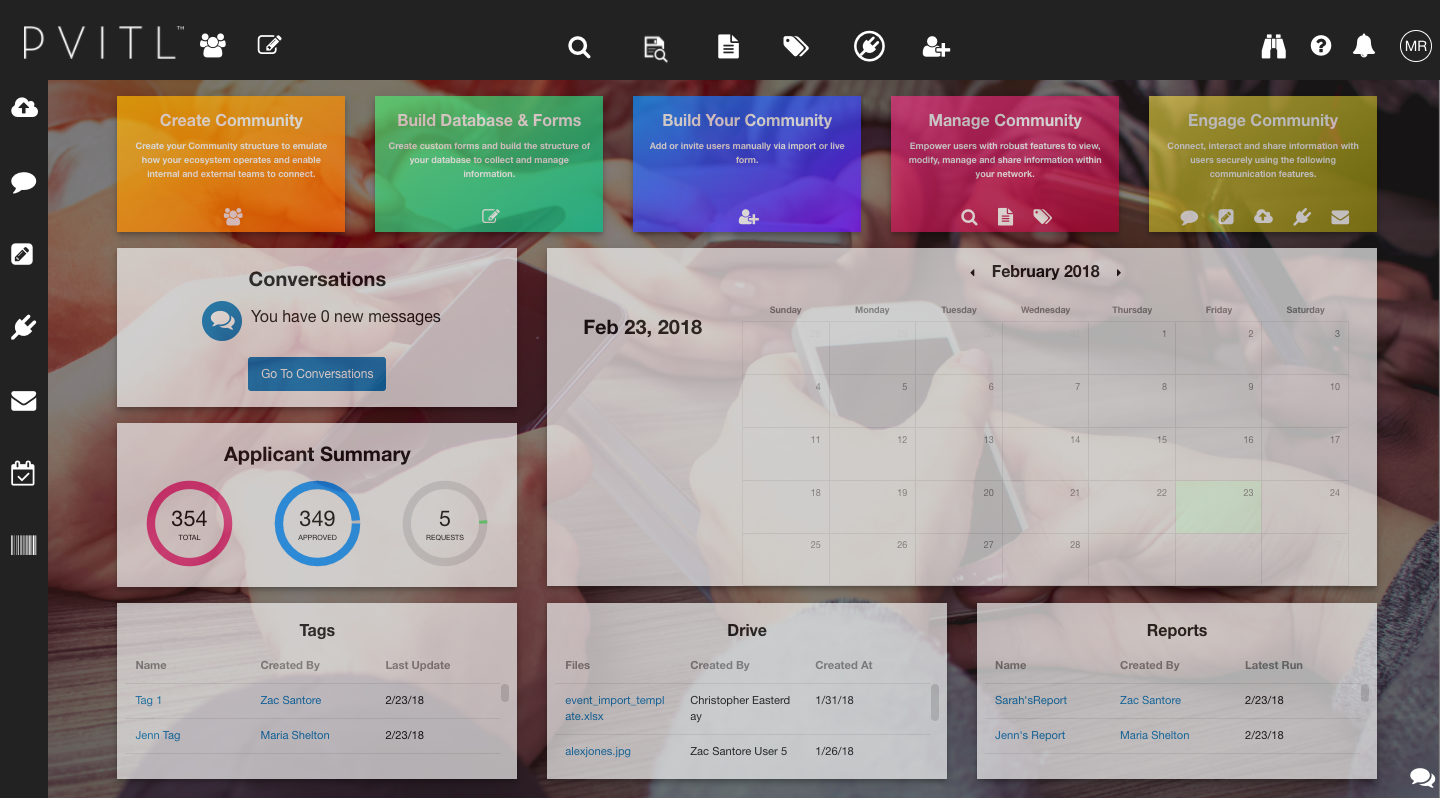 PVITL™
MR
Create Community
Create your Community structure to emulate
how your ecosystem operates and enable
internal and external teams to connect.
Build Database & Forms
Create custom forms and build the structure of
your database to collect and manage
information.
Build Your Community
Add or invite users manually via import or live
form.
Manage Community
Empower users with robust features to view,
modify, manage and share information within
your network.
Engage Community
Connect, interact and share information with
users securely using the following
communication features.
Conversations
You have 0 new messages
Go To Conversations
Feb 23, 2018
February 2018
Sunday Monday Tuesday Wednesday Thursday Friday Saturday
1 2 3
4 5 6 7 8 9 10
11 12 13 14 15 16 17
18 19 20 21 22 23 24
25 26 27 28
Applicant Summary
354 349 5
TOTAL APPROVED REQUESTS
Tags
Name Created By Last Update
Tag 1 Zac Santore 2/23/18
Jenn Tag Maria Shelton 2/23/18
Drive
Files Created By Created At
event_import_templ Christopher Easterd 1/31/18
ate.xlsx ay
alexjones.jpg Zac Santore User 5 1/26/18
Reports
Name Created By Latest Run
Sarah'sReport Zac Santore 2/23/18
Jenn's Report Maria Shelton 2/23/18